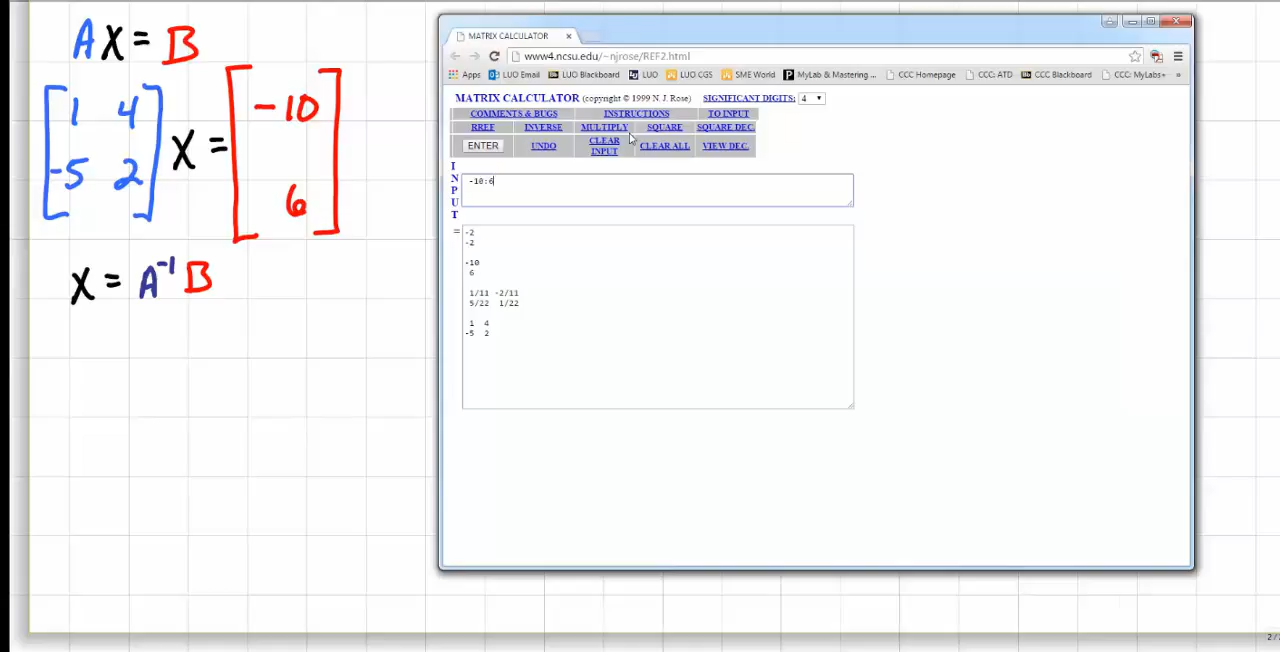 AX = B
[1 4
-5 2] X = [-10
6]
X = A⁻¹B
MATRIX CALCULATOR
www4.ncsu.edu/~njrose/REF2.html
Apps LUO Email LUO Blackboard LUO LUO CGS SME World MyLab & Mastering ... CCC Homepage CCC: ATD CCC Blackboard CCC: MyLabs+ »
MATRIX CALCULATOR (copyright © 1999 N. J. Rose) SIGNIFICANT DIGITS: 4
COMMENTS & BUGS INSTRUCTIONS TO INPUT
RREF INVERSE MULTIPLY SQUARE SQUARE DEC.
ENTER UNDO CLEAR INPUT CLEAR ALL VIEW DEC.
INPUT
-10:6
=
-2
-2
-10
6
1/11 -2/11
5/22 1/22
1 4
-5 2